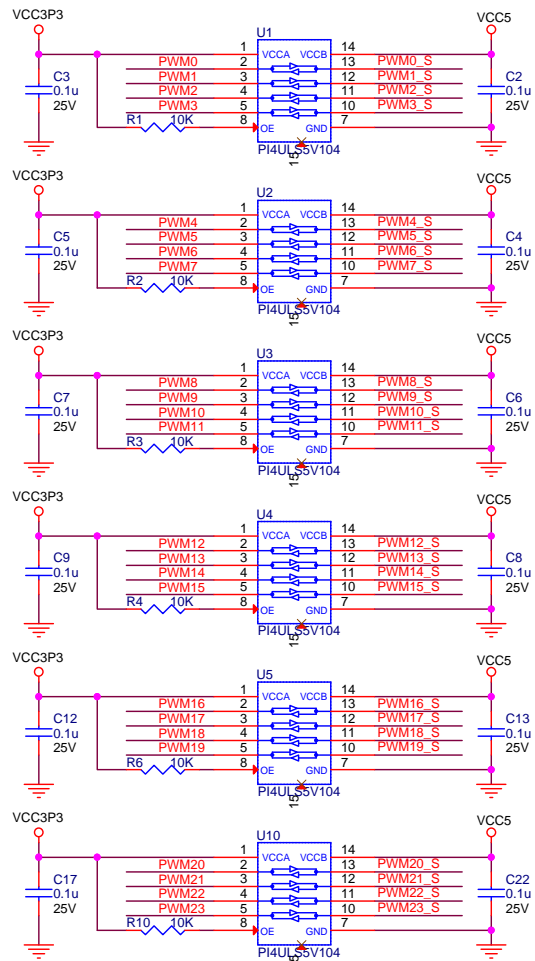 VCC3P3 U1 VCC5
1 VCCA VCCB 14
PWM0 2 13 PWM0_S
C3 PWM1 3 12 PWM1_S C2
0.1u PWM2 4 11 PWM2_S 0.1u
25V PWM3 5 10 PWM3_S 25V
R1 10K 8 OE GND 7
PI4ULS5V104
15
VCC3P3 U2 VCC5
1 VCCA VCCB 14
PWM4 2 13 PWM4_S
C5 PWM5 3 12 PWM5_S C4
0.1u PWM6 4 11 PWM6_S 0.1u
25V PWM7 5 10 PWM7_S 25V
R2 10K 8 OE GND 7
PI4ULS5V104
15
VCC3P3 U3 VCC5
1 VCCA VCCB 14
PWM8 2 13 PWM8_S
C7 PWM9 3 12 PWM9_S C6
0.1u PWM10 4 11 PWM10_S 0.1u
25V PWM11 5 10 PWM11_S 25V
R3 10K 8 OE GND 7
PI4ULS5V104
15
VCC3P3 U4 VCC5
1 VCCA VCCB 14
PWM12 2 13 PWM12_S
C9 PWM13 3 12 PWM13_S C8
0.1u PWM14 4 11 PWM14_S 0.1u
25V PWM15 5 10 PWM15_S 25V
R4 10K 8 OE GND 7
PI4ULS5V104
15
VCC3P3 U5 VCC5
1 VCCA VCCB 14
PWM16 2 13 PWM16_S
C12 PWM17 3 12 PWM17_S C13
0.1u PWM18 4 11 PWM18_S 0.1u
25V PWM19 5 10 PWM19_S 25V
R6 10K 8 OE GND 7
PI4ULS5V104
15
VCC3P3 U10 VCC5
1 VCCA VCCB 14
PWM20 2 13 PWM20_S
C17 PWM21 3 12 PWM21_S C22
0.1u PWM22 4 11 PWM22_S 0.1u
25V PWM23 5 10 PWM23_S 25V
R10 10K 8 OE GND 7
PI4ULS5V104